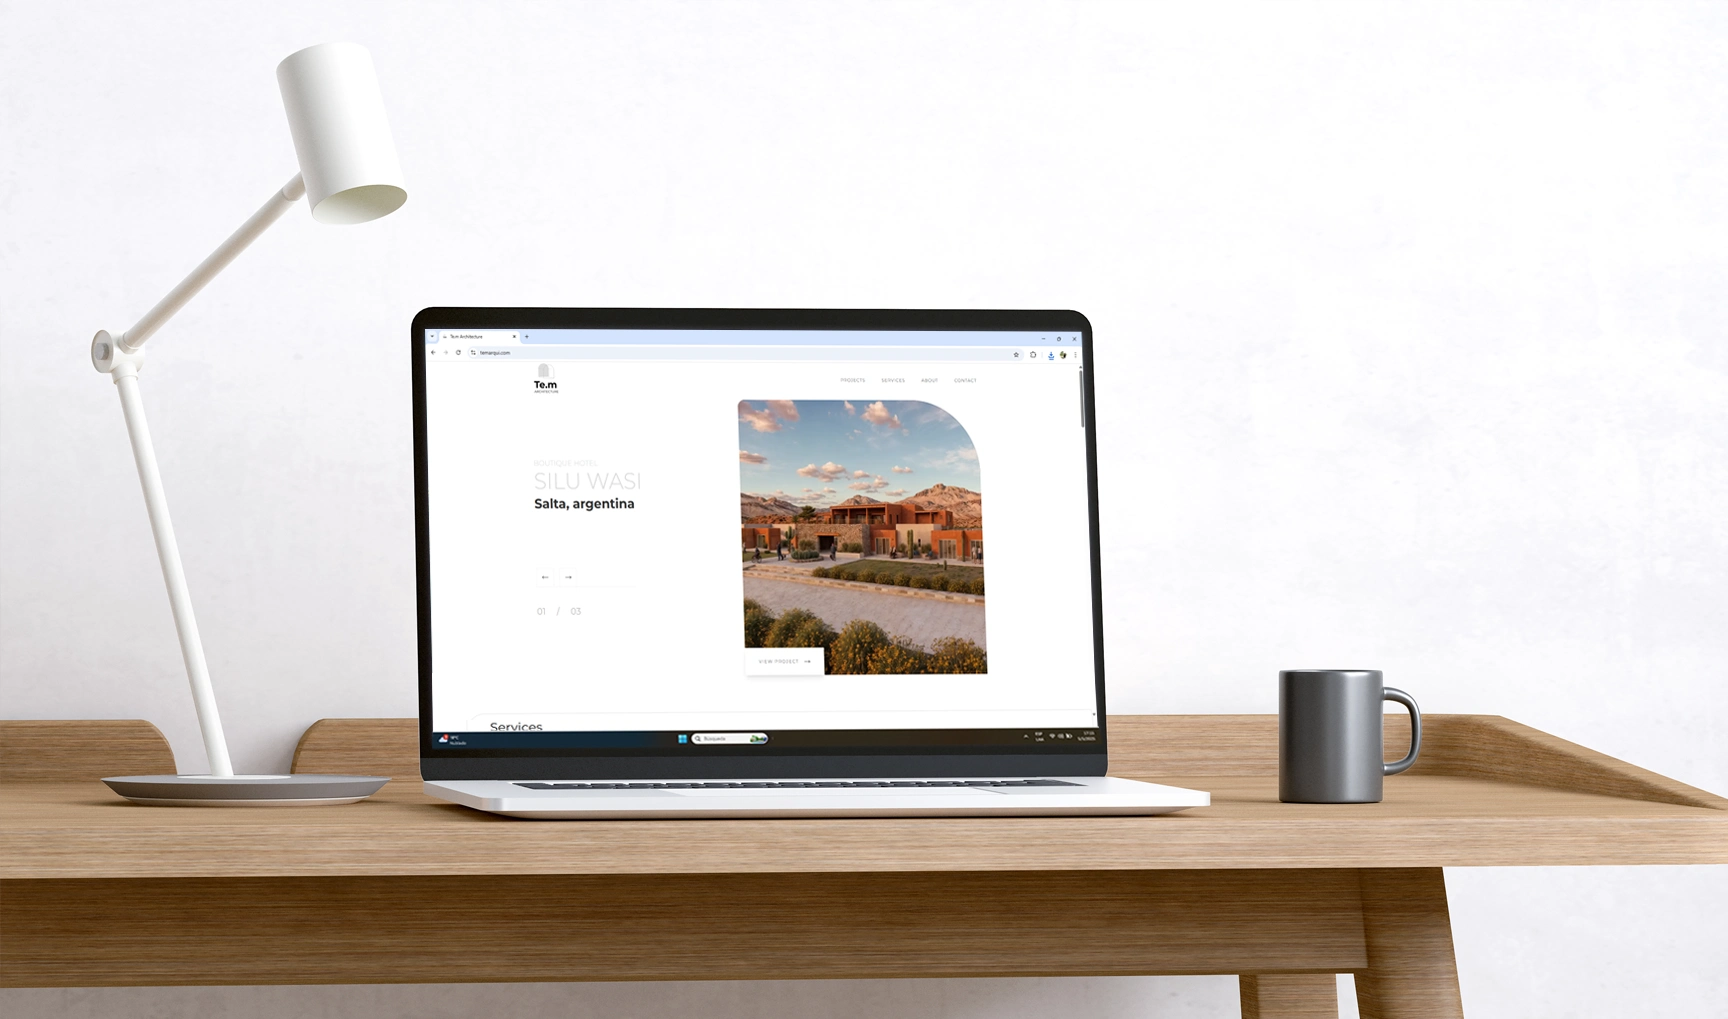 Te.m Architecture
temarqui.com
Te.m
ARCHITECTURE
PROJECTS SERVICES ABOUT CONTACT
BOUTIQUE HOTEL
SILU WASI
Salta, argentina
01 / 03
VIEW PROJECT
Services
Búsqueda
ESP